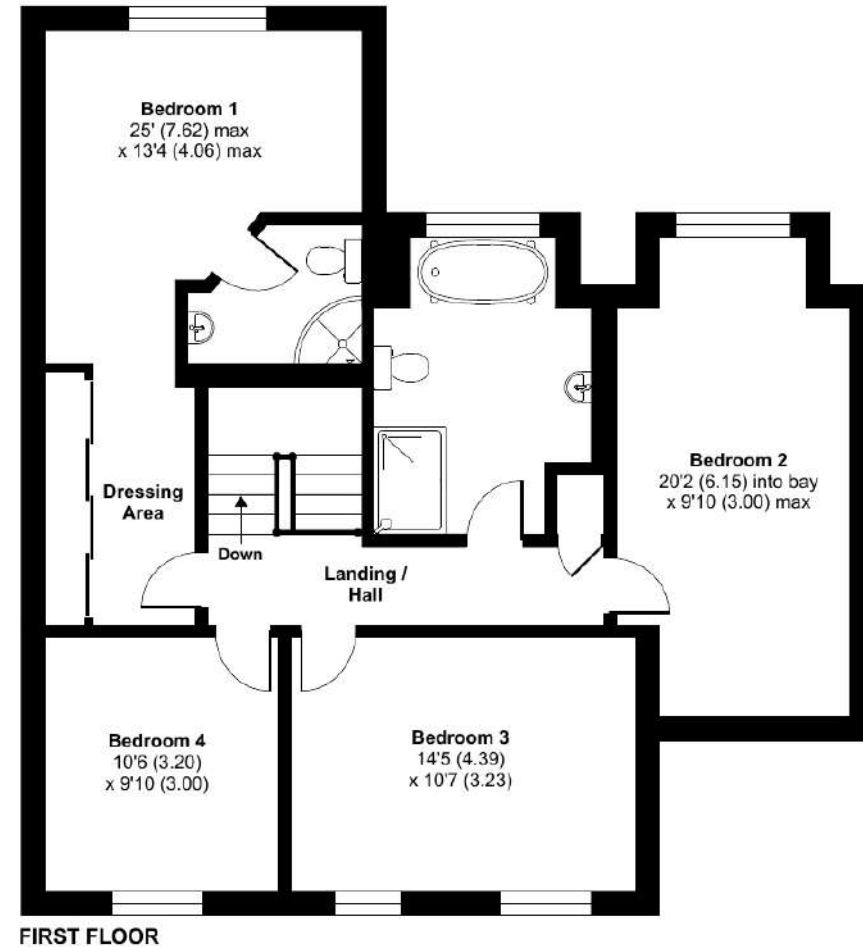 Bedroom 1
25' (7.62) max
x 13'4 (4.06) max
Dressing
Area
Down
Landing /
Hall
Bedroom 2
20'2 (6.15) into bay
x 9'10 (3.00) max
Bedroom 4
10'6 (3.20)
x 9'10 (3.00)
Bedroom 3
14'5 (4.39)
x 10'7 (3.23)
FIRST FLOOR